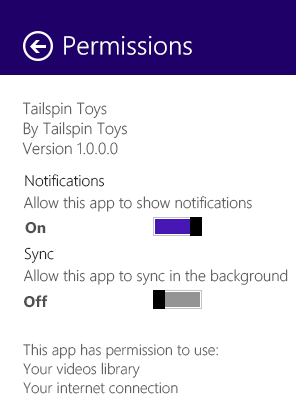 Permissions
Tailspin Toys
By Tailspin Toys
Version 1.0.0.0
Notifications
Allow this app to show notifications
On
Sync
Allow this app to sync in the background
Off
This app has permission to use:
Your videos library
Your internet connection